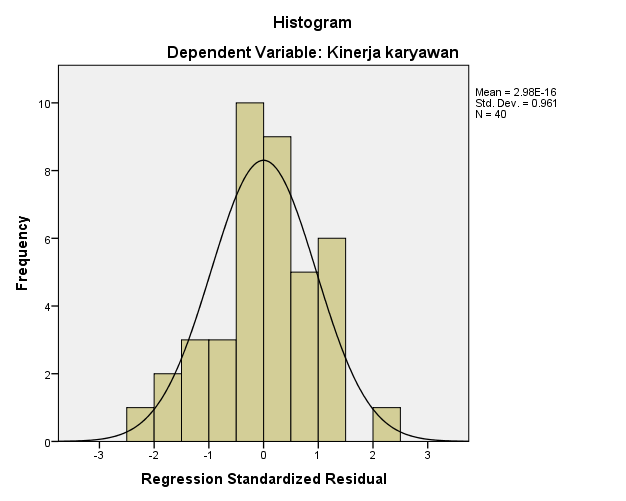 Histogram
Dependent Variable: Kinerja karyawan
Mean = 2.98E-16
Std. Dev. = 0.961
N = 40
Frequency
10
8
6
4
2
0
-3 -2 -1 0 1 2 3
Regression Standardized Residual